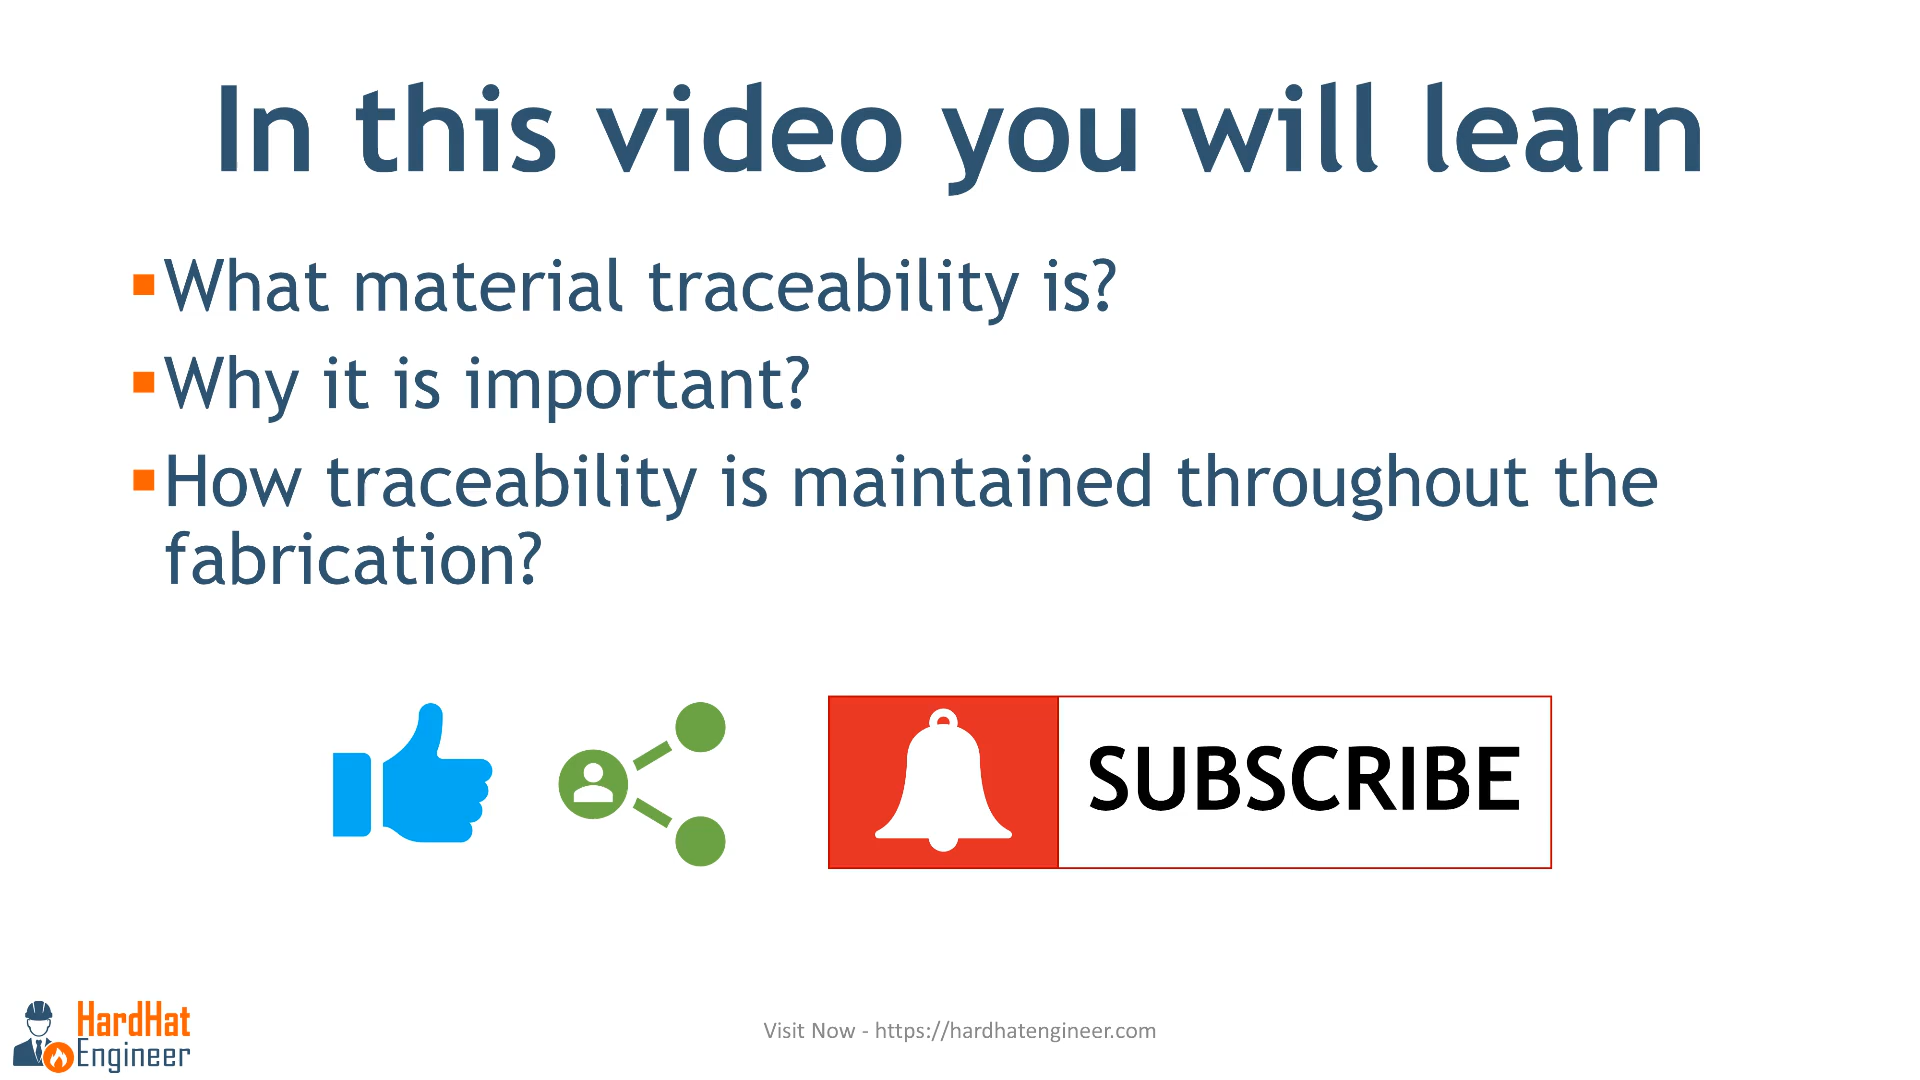 In this video you will learn
What material traceability is?
Why it is important?
How traceability is maintained throughout the
fabrication?
SUBSCRIBE
HardHat
Engineer
Visit Now - https://hardhatengineer.com